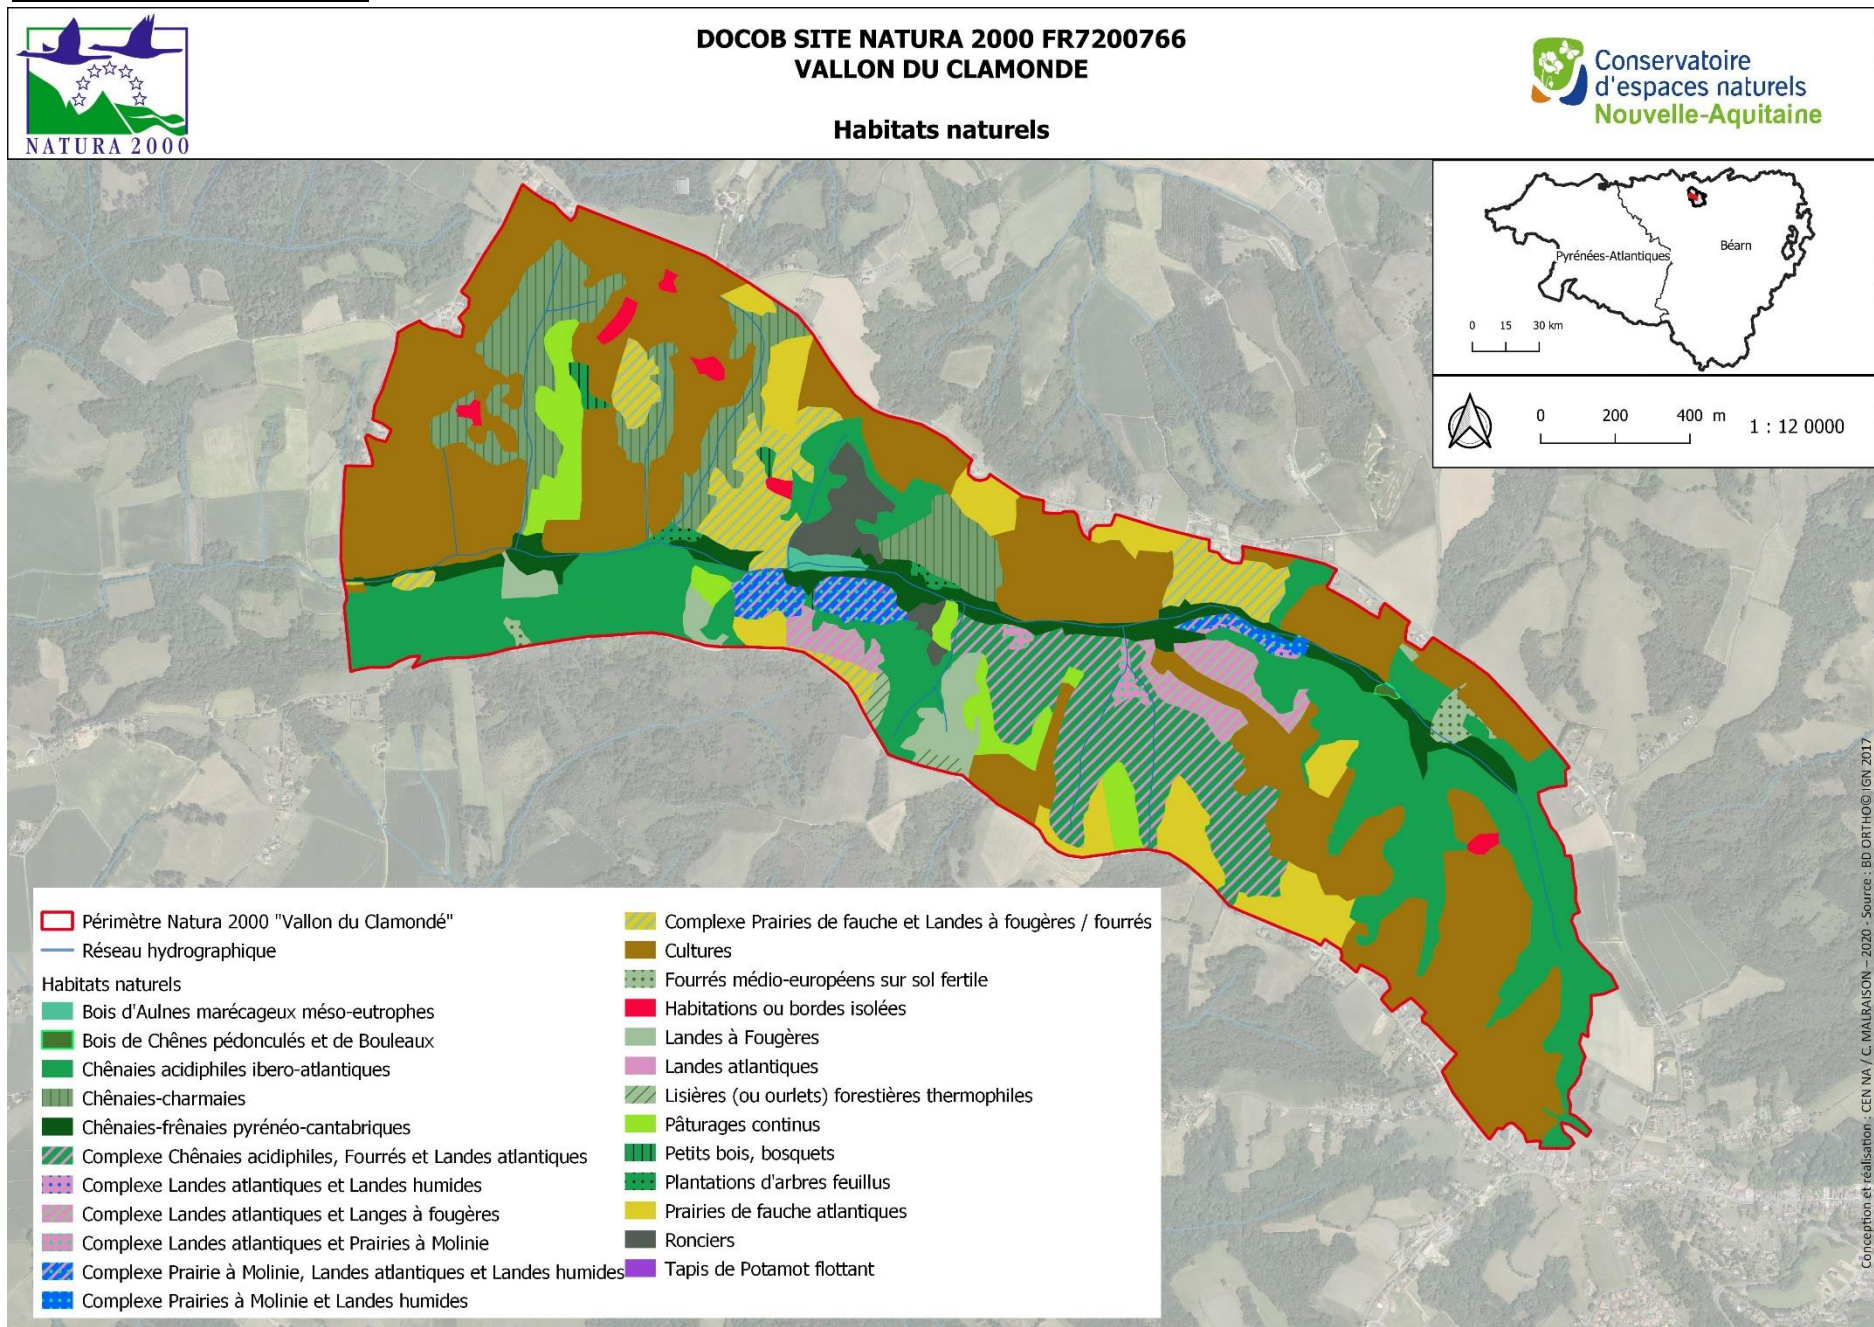 DOCOB SITE NATURA 2000 FR7200766
VALLON DU CLAMONDE
Habitats naturels
NATURA 2000
Conservatoire
d'espaces naturels
Nouvelle-Aquitaine
Pyrénées-Atlantiques
Béarn
0 15 30 km
0 200 400 m
1 : 12 0000
Périmètre Natura 2000 "Vallon du Clamondé"
Réseau hydrographique
Habitats naturels
Bois d'Aulnes marécageux méso-eutrophes
Bois de Chênes pédonculés et de Bouleaux
Chênaies acidiphiles ibero-atlantiques
Chênaies-charmaies
Chênaies-frênaies pyrénéo-cantabriques
Complexe Chênaies acidiphiles, Fourrés et Landes atlantiques
Complexe Landes atlantiques et Landes humides
Complexe Landes atlantiques et Langes à fougères
Complexe Landes atlantiques et Prairies à Molinie
Complexe Prairie à Molinie, Landes atlantiques et Landes humides
Complexe Prairies à Molinie et Landes humides
Complexe Prairies de fauche et Landes à fougères / fourrés
Cultures
Fourrés médio-européens sur sol fertile
Habitations ou bordes isolées
Landes à Fougères
Landes atlantiques
Lisières (ou ourlets) forestières thermophiles
Pâturages continus
Petits bois, bosquets
Plantations d'arbres feuillus
Prairies de fauche atlantiques
Ronciers
Tapis de Potamot flottant
Conception et réalisation : CEN NA / C. MALRAISON – 2020 - Source : BD ORTHO© IGN 2017